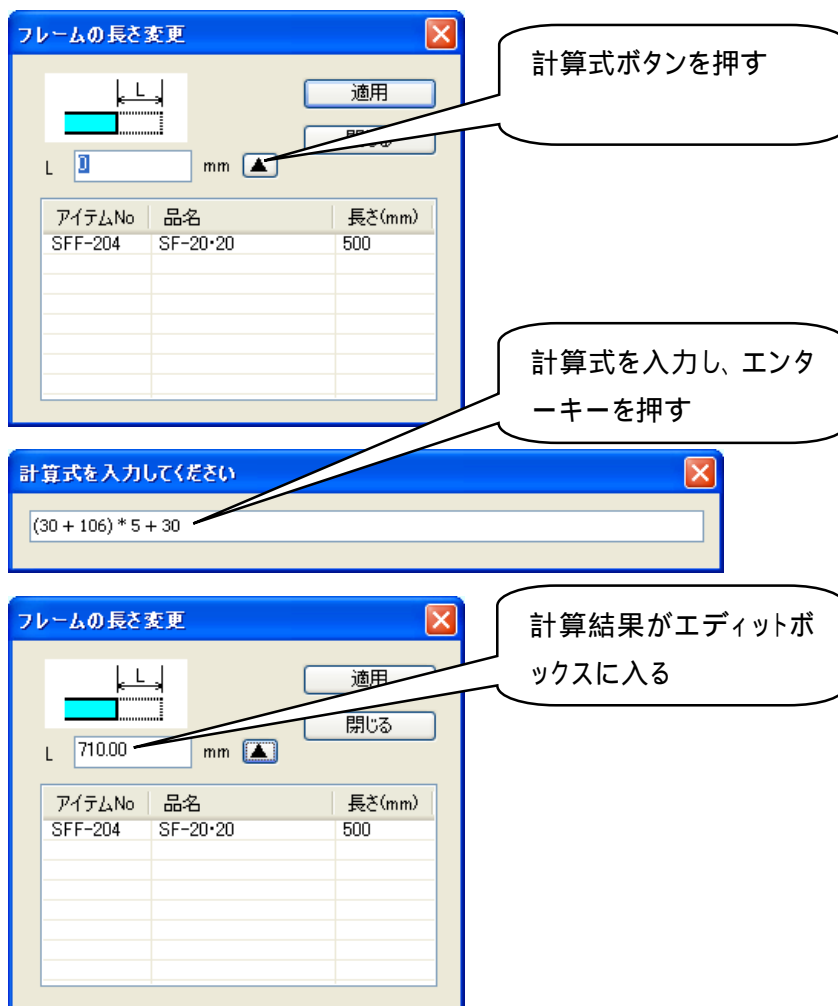 フレームの長さ変更
計算式ボタンを押す
L
適用
L 0 mm ▲
アイテムNo 品名 長さ(mm)
SFF-204 SF-20・20 500
計算式を入力し、エンタ
ーキーを押す
計算式を入力してください
(30 + 106) * 5 + 30
フレームの長さ変更
計算結果がエディットボ
ックスに入る
L
適用
閉じる
L 710.00 mm ▲
アイテムNo 品名 長さ(mm)
SFF-204 SF-20・20 500